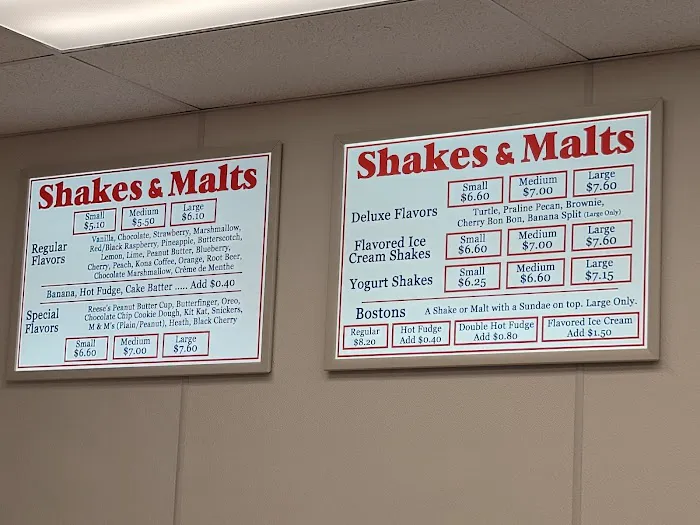 Shakes & Malts
Small $5.10
Medium $5.50
Large $6.10
Regular Flavors
Vanilla, Chocolate, Strawberry, Marshmallow,
Red/Black Raspberry, Pineapple, Butterscotch,
Lemon, Lime, Peanut Butter, Blueberry,
Cherry, Peach, Kona Coffee, Orange, Root Beer,
Chocolate Marshmallow, Crème de Menthe
Banana, Hot Fudge, Cake Batter ..... Add $0.40
Special Flavors
Reese's Peanut Butter Cup, Butterfinger, Oreo,
Chocolate Chip Cookie Dough, Kit Kat, Snickers,
M & M's (Plain/Peanut), Heath, Black Cherry
Small $6.60
Medium $7.00
Large $7.60
Shakes & Malts
Small $6.60
Medium $7.00
Large $7.60
Deluxe Flavors
Turtle, Praline Pecan, Brownie,
Cherry Bon Bon, Banana Split (Large Only)
Flavored Ice Cream Shakes
Small $6.60
Medium $7.00
Large $7.60
Yogurt Shakes
Small $6.25
Medium $6.60
Large $7.15
Bostons
A Shake or Malt with a Sundae on top. Large Only.
Regular $8.20
Hot Fudge Add $0.40
Double Hot Fudge Add $0.80
Flavored Ice Cream Add $1.50